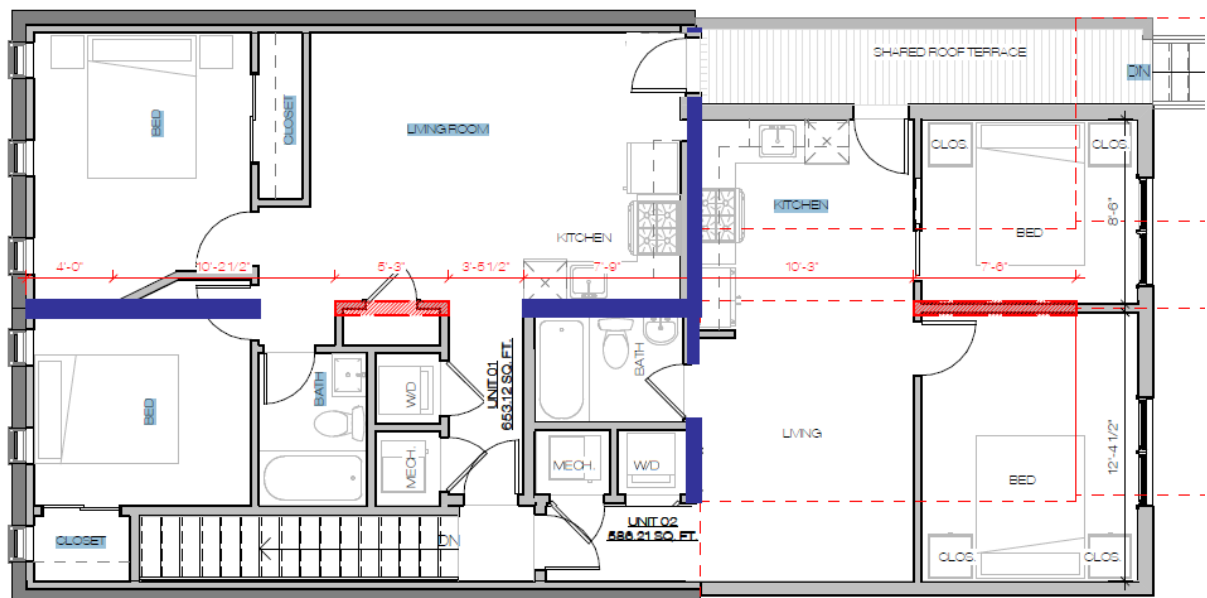 SHARED ROOF TERRACE
DN
BED
CLOSET
LIVING ROOM
KITCHEN
KITCHEN
CLOS.
CLOS.
BED
8'-6"
4'-0"
10'-2 1/2"
5'-3"
3'-5 1/2"
7'-9"
10'-3"
7'-6"
BED
BATH
W/D
MECH.
UNIT 01
653.12 SQ. FT.
BATH
MECH.
W/D
LIVING
BED
12'-4 1/2"
UNIT 02
686.21 SQ. FT.
CLOSET
DN
CLOS.
CLOS.